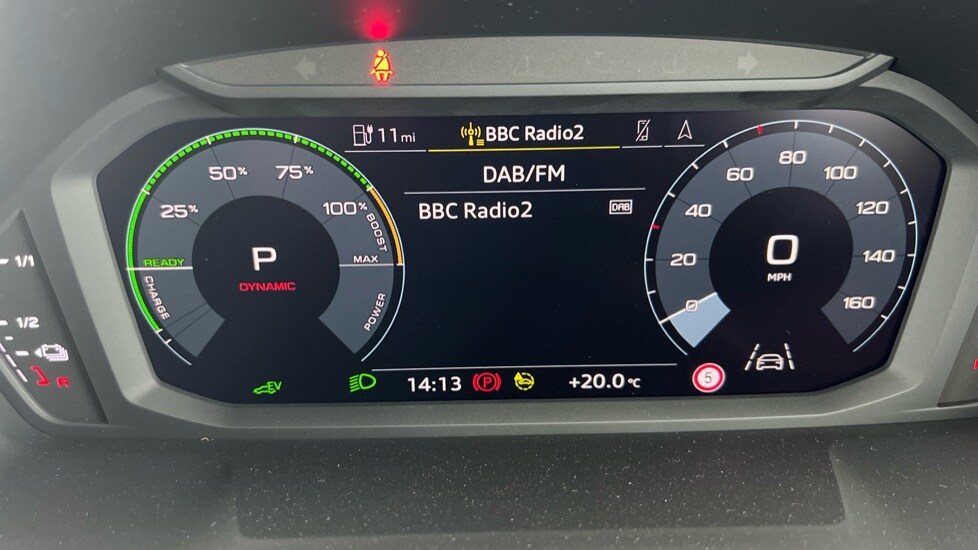 11 mi BBC Radio2
DAB/FM
BBC Radio2 DAB
25% 50% 75% 100%
BOOST
READY
MAX
CHARGE
POWER
P
DYNAMIC
0 20 40 60 80 100 120 140 160
0
MPH
1/1
1/2
R
EV
14:13 P +20.0°C
5